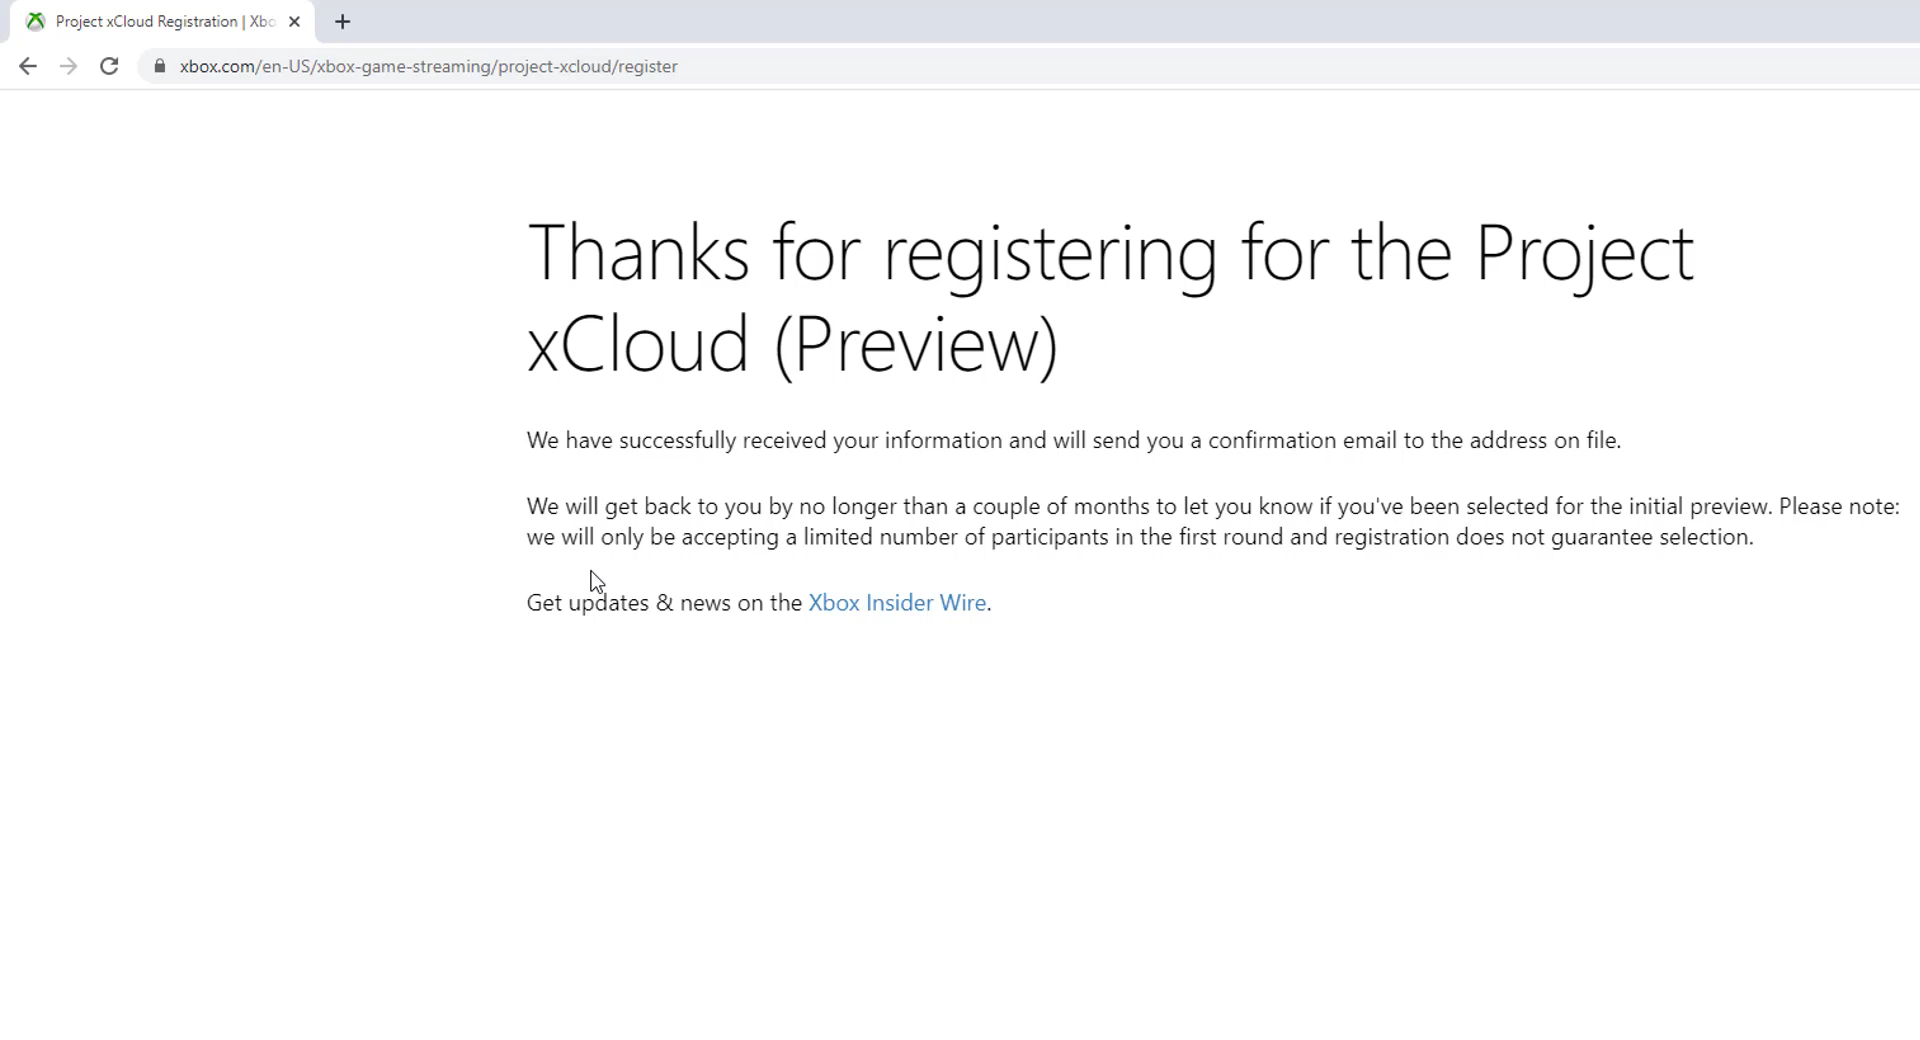 Project xCloud Registration | Xbo
xbox.com/en-US/xbox-game-streaming/project-xcloud/register
Thanks for registering for the Project
xCloud (Preview)
We have successfully received your information and will send you a confirmation email to the address on file.
We will get back to you by no longer than a couple of months to let you know if you've been selected for the initial preview. Please note:
we will only be accepting a limited number of participants in the first round and registration does not guarantee selection.
Get updates & news on the Xbox Insider Wire.